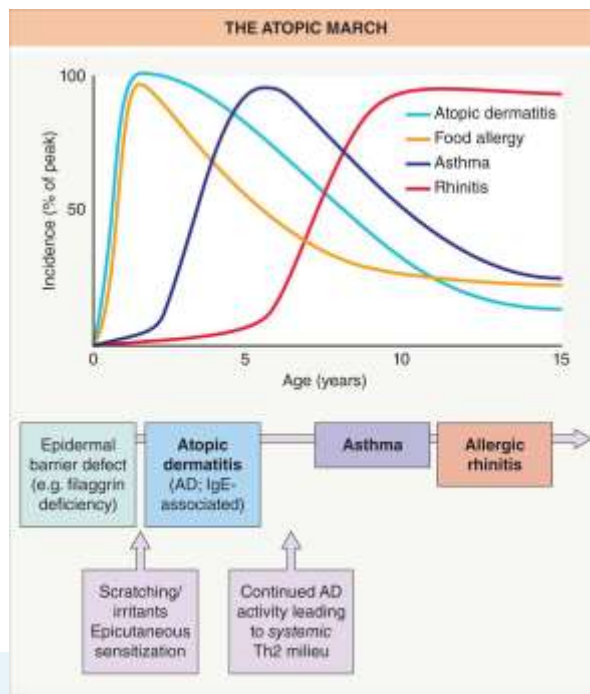 THE ATOPIC MARCH
100
50
Incidence (% of peak)
Atopic dermatitis
Food allergy
Asthma
Rhinitis
0
5
10
15
Age (years)
Epidermal
barrier defect
(e.g. filaggrin
deficiency)
Atopic
dermatitis
(AD; IgE-
associated)
Asthma
Allergic
rhinitis
Scratching/
irritants
Epicutaneous
sensitization
Continued AD
activity leading
to systemic
Th2 milieu